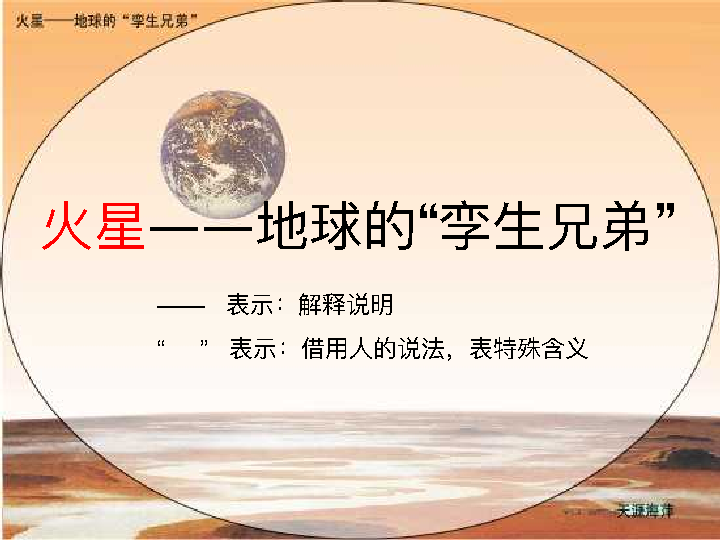 火星——地球的“孪生兄弟”
火星——地球的“孪生兄弟”
—— 表示：解释说明
“ ” 表示：借用人的说法，表特殊含义
天涯海洋